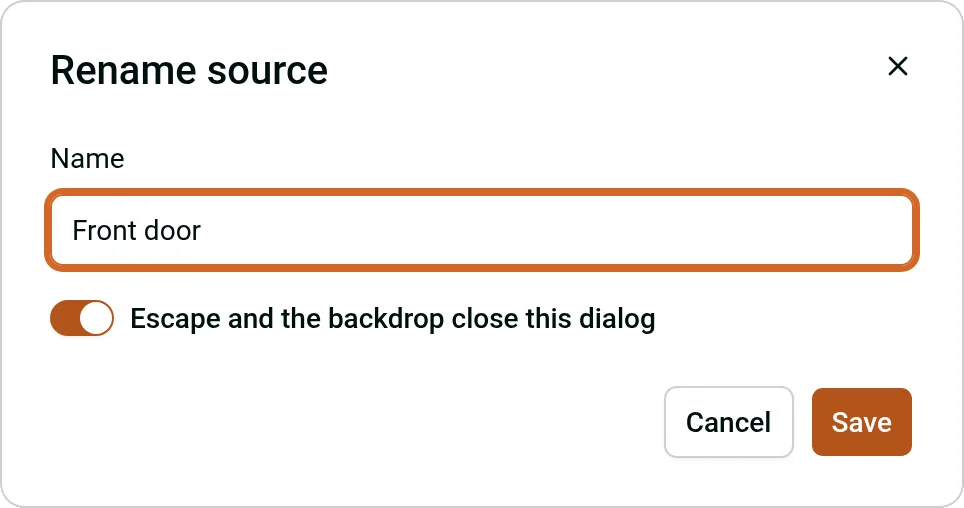 Rename source
Name
Front door
Escape and the backdrop close this dialog
Cancel
Save